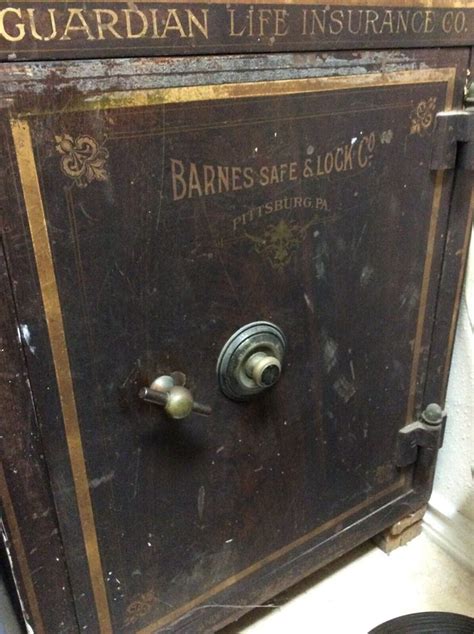 GUARDIAN LIFE INSURANCE CO.
BARNES SAFE & LOCK CO
PITTSBURG, PA.